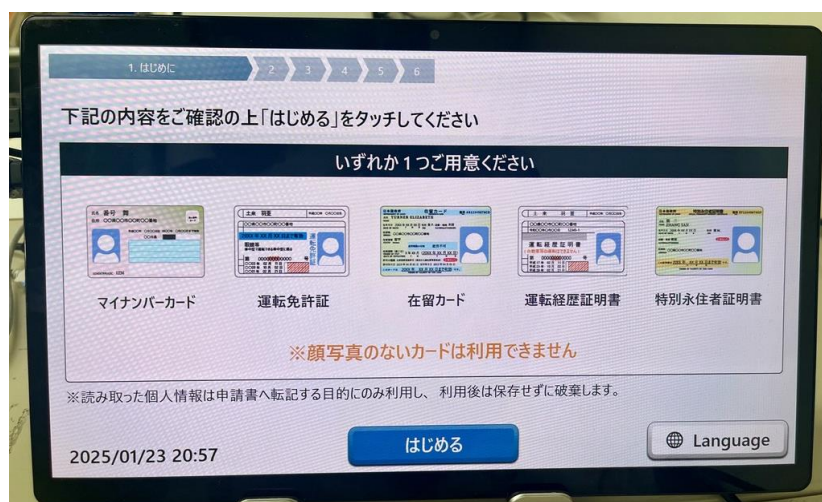 1. はじめに
2
3
4
5
6
下記の内容をご確認の上「はじめる」をタッチしてください
いずれか1つご用意ください
マイナンバーカード
運転免許証
在留カード
運転経歴証明書
特別永住者証明書
※顔写真のないカードは利用できません
※読み取った個人情報は申請書へ転記する目的にのみ利用し、利用後は保存せずに破棄します。
2025/01/23 20:57
はじめる
Language